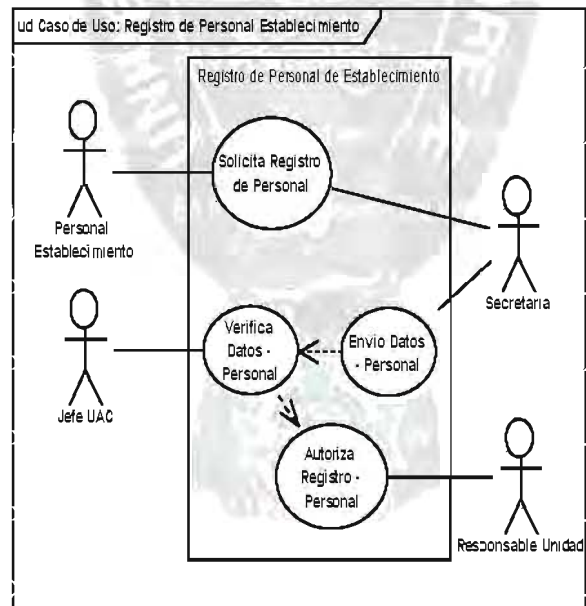 ud Caso de Uso: Registro de Personal Establecimiento
Registro de Personal de Establecimiento
Solicita Registro
de Personal
Personal
Establecimiento
Secretaria
Verifica
Datos -
Personal
Envio Datos
- Personal
Jefe UAC
Autoriza
Registro -
Personal
Responsable Unidad